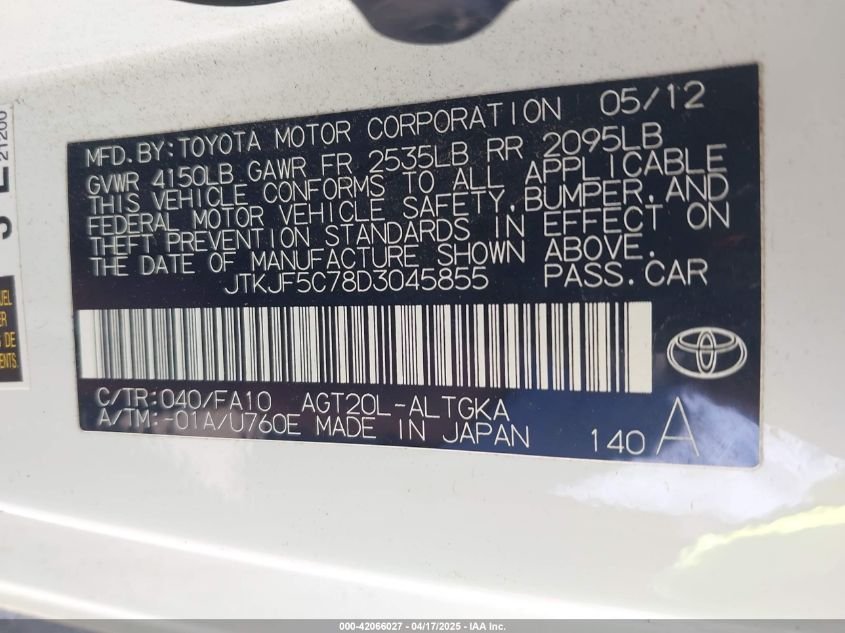 MFD.BY:TOYOTA MOTOR CORPORATION 05/12
GVWR 4150LB GAWR FR 2535LB RR 2095LB
THIS VEHICLE CONFORMS TO ALL APPLICABLE
FEDERAL MOTOR VEHICLE SAFETY,BUMPER,AND
THEFT PREVENTION STANDARDS IN EFFECT ON
THE DATE OF MANUFACTURE SHOWN ABOVE.
JTKJF5C78D3045855 PASS.CAR
C/TR:040/FA10 AGT20L-ALTGKA
A/TM:-01A/U760E MADE IN JAPAN
140 A
21200
DE
000-42066027 - 04/17/2025 - IAA Inc.